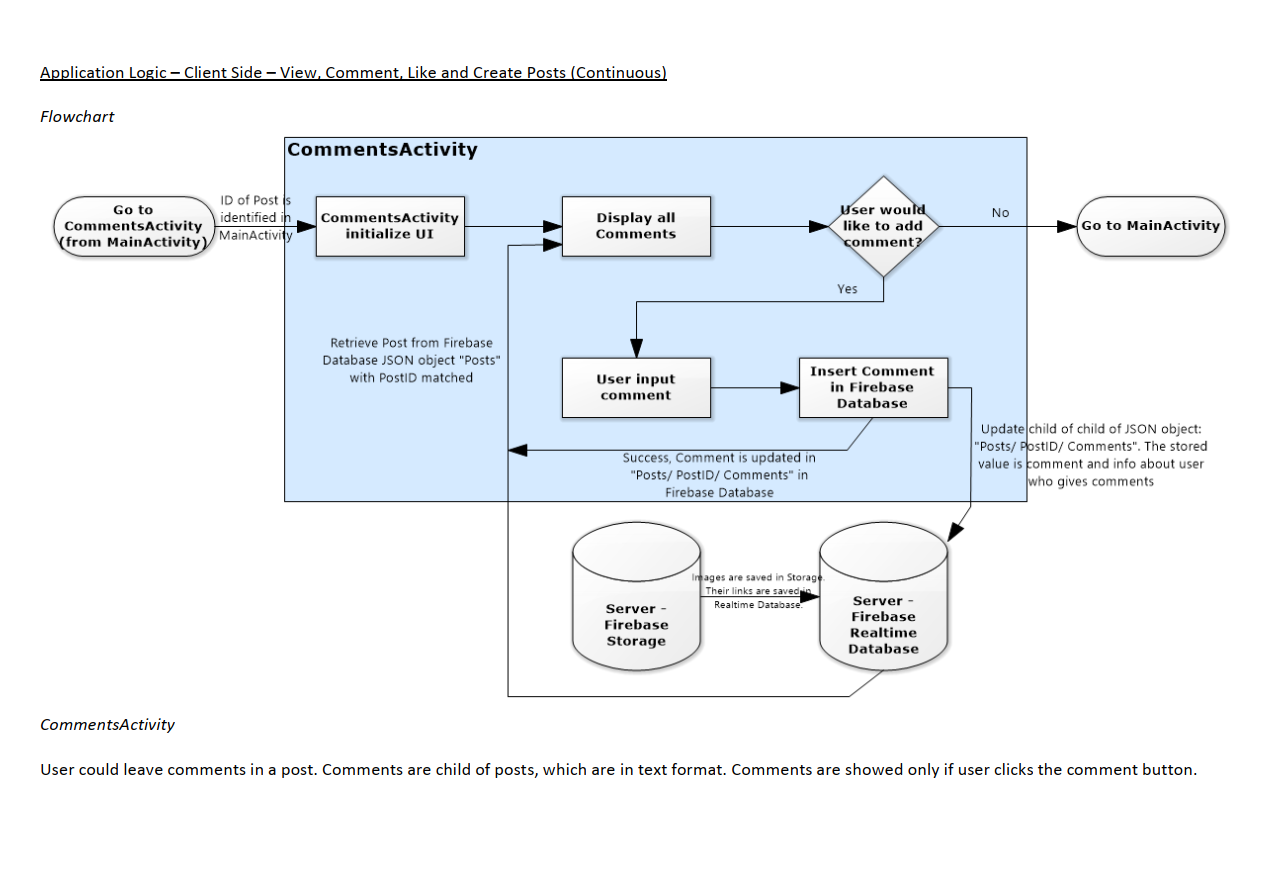 Application Logic – Client Side – View, Comment, Like and Create Posts (Continuous)
Flowchart
CommentsActivity
Go to
CommentsActivity
(from MainActivity)
ID of Post is
identified in
MainActivity
CommentsActivity
initialize UI
Display all
Comments
User would
like to add
comment?
No
Go to MainActivity
Yes
Retrieve Post from Firebase
Database JSON object "Posts"
with PostID matched
User input
comment
Insert Comment
in Firebase
Database
Update child of child of JSON object:
"Posts/ PostID/ Comments". The stored
value is comment and info about user
who gives comments
Success, Comment is updated in
"Posts/ PostID/ Comments" in
Firebase Database
Server -
Firebase
Storage
Images are saved in Storage.
Their links are saved in
Realtime Database.
Server -
Firebase
Realtime
Database
CommentsActivity
User could leave comments in a post. Comments are child of posts, which are in text format. Comments are showed only if user clicks the comment button.